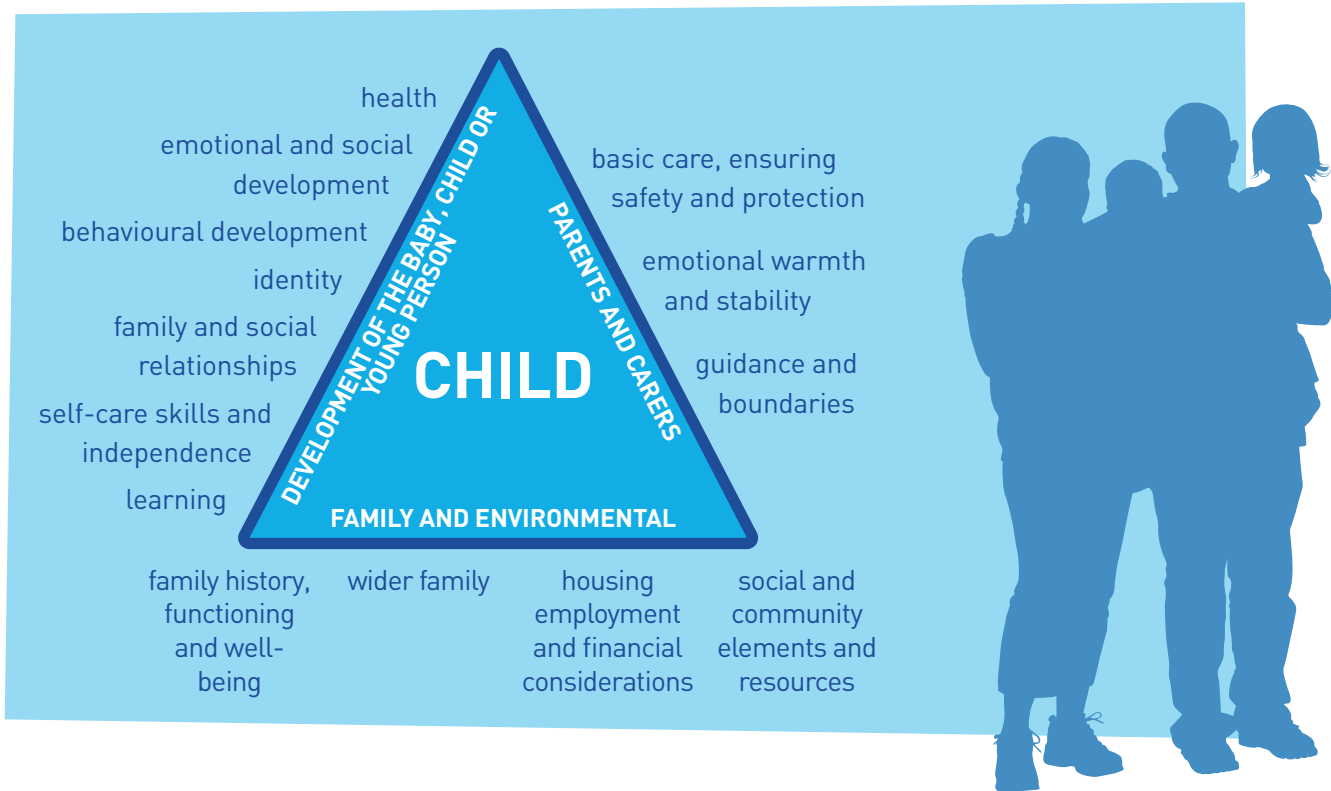 health
emotional and social
development
behavioural development
identity
family and social
relationships
self-care skills and
independence
learning
DEVELOPMENT OF THE BABY, CHILD OR
YOUNG PERSON
CHILD
PARENTS AND CARERS
FAMILY AND ENVIRONMENTAL
basic care, ensuring
safety and protection
emotional warmth
and stability
guidance and
boundaries
family history,
functioning
and well-
being
wider family
housing
employment
and financial
considerations
social and
community
elements and
resources